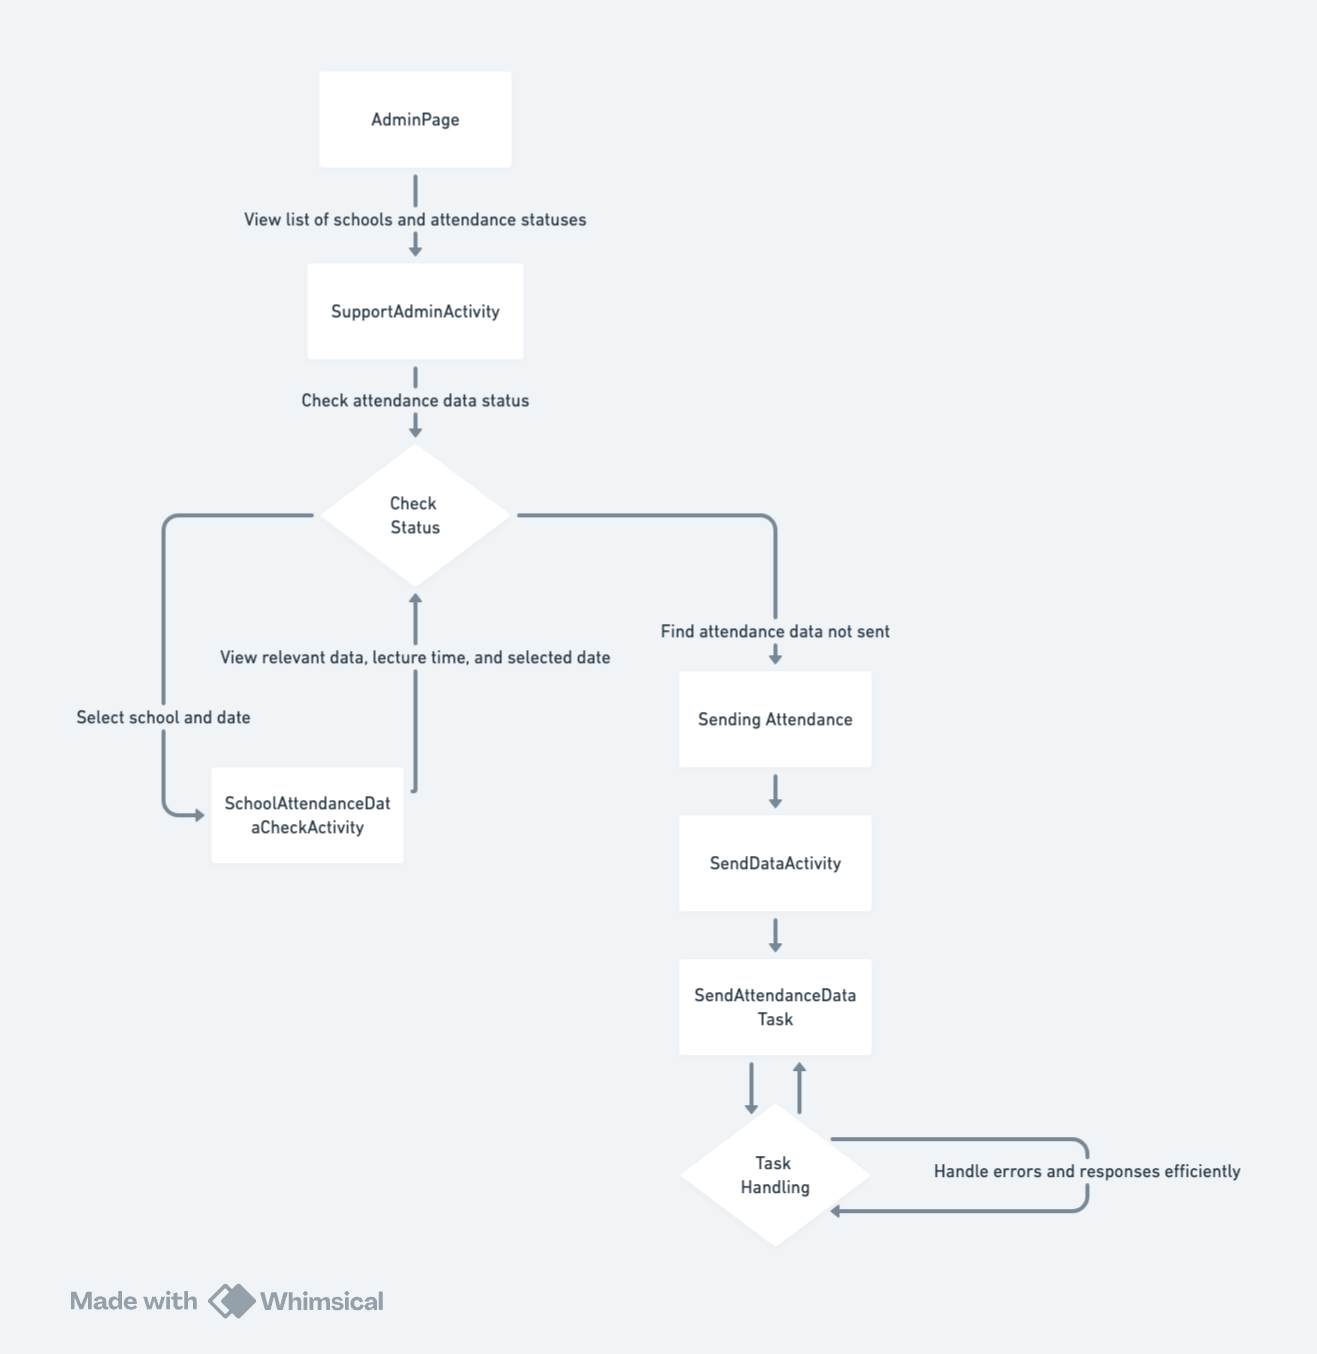 AdminPage
View list of schools and attendance statuses
SupportAdminActivity
Check attendance data status
Check
Status
Find attendance data not sent
View relevant data, lecture time, and selected date
Select school and date
Sending Attendance
SchoolAttendanceDat
aCheckActivity
SendDataActivity
SendAttendanceData
Task
Task
Handling
Handle errors and responses efficiently
Made with Whimsical